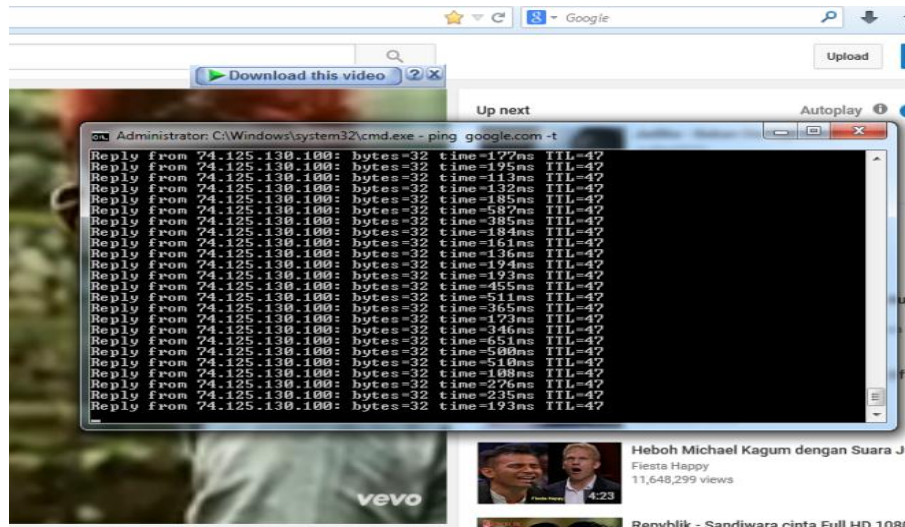 Google
Upload
Download this video
Up next
Autoplay
Administrator: C:\Windows\system32\cmd.exe - ping google.com -t
Reply from 74.125.130.100: bytes=32 time=177ms TTL=47
Reply from 74.125.130.100: bytes=32 time=195ms TTL=47
Reply from 74.125.130.100: bytes=32 time=113ms TTL=47
Reply from 74.125.130.100: bytes=32 time=132ms TTL=47
Reply from 74.125.130.100: bytes=32 time=185ms TTL=47
Reply from 74.125.130.100: bytes=32 time=587ms TTL=47
Reply from 74.125.130.100: bytes=32 time=385ms TTL=47
Reply from 74.125.130.100: bytes=32 time=184ms TTL=47
Reply from 74.125.130.100: bytes=32 time=161ms TTL=47
Reply from 74.125.130.100: bytes=32 time=136ms TTL=47
Reply from 74.125.130.100: bytes=32 time=194ms TTL=47
Reply from 74.125.130.100: bytes=32 time=193ms TTL=47
Reply from 74.125.130.100: bytes=32 time=455ms TTL=47
Reply from 74.125.130.100: bytes=32 time=511ms TTL=47
Reply from 74.125.130.100: bytes=32 time=365ms TTL=47
Reply from 74.125.130.100: bytes=32 time=173ms TTL=47
Reply from 74.125.130.100: bytes=32 time=346ms TTL=47
Reply from 74.125.130.100: bytes=32 time=651ms TTL=47
Reply from 74.125.130.100: bytes=32 time=500ms TTL=47
Reply from 74.125.130.100: bytes=32 time=510ms TTL=47
Reply from 74.125.130.100: bytes=32 time=108ms TTL=47
Reply from 74.125.130.100: bytes=32 time=276ms TTL=47
Reply from 74.125.130.100: bytes=32 time=235ms TTL=47
Reply from 74.125.130.100: bytes=32 time=193ms TTL=47
vevo
Heboh Michael Kagum dengan Suara J
Fiesta Happy
11,648,299 views
4:23
Repvblik - Sandiwara cinta Full HD 108